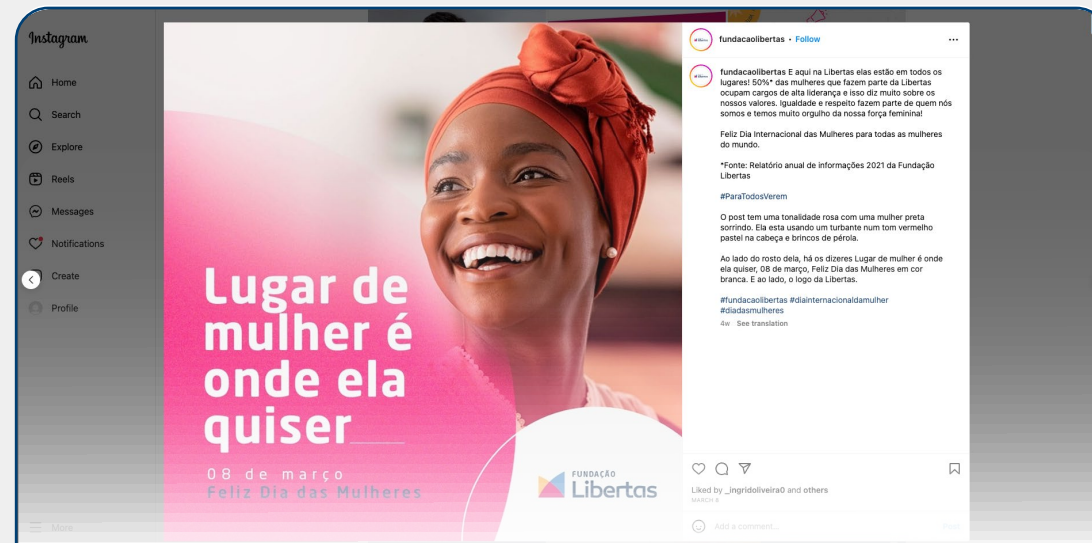 Instagram
Home
Search
Explore
Reels
Messages
Notifications
Create
Profile
More
Lugar de
mulher é
onde ela
quiser
08 de março
Feliz Dia das Mulheres
FUNDAÇÃO
Libertas
fundacaolibertas • Follow
fundacaolibertas E aqui na Libertas elas estão em todos os
lugares! 50%* das mulheres que fazem parte da Libertas
ocupam cargos de alta liderança e isso diz muito sobre os
nossos valores. Igualdade e respeito fazem parte de quem nós
somos e temos muito orgulho da nossa força feminina!
Feliz Dia Internacional das Mulheres para todas as mulheres
do mundo.
*Fonte: Relatório anual de informações 2021 da Fundação
Libertas
#ParaTodosVerem
O post tem uma tonalidade rosa com uma mulher preta
sorrindo. Ela esta usando um turbante num tom vermelho
pastel na cabeça e brincos de pérola.
Ao lado do rosto dela, há os dizeres Lugar de mulher é onde
ela quiser, 08 de março, Feliz Dia das Mulheres em cor
branca. E ao lado, o logo da Libertas.
#fundacaolibertas #diainternacionaldamulher
#diadasmulheres
4w See translation
Liked by _ingridoliveira0 and others
MARCH 8
Add a comment...